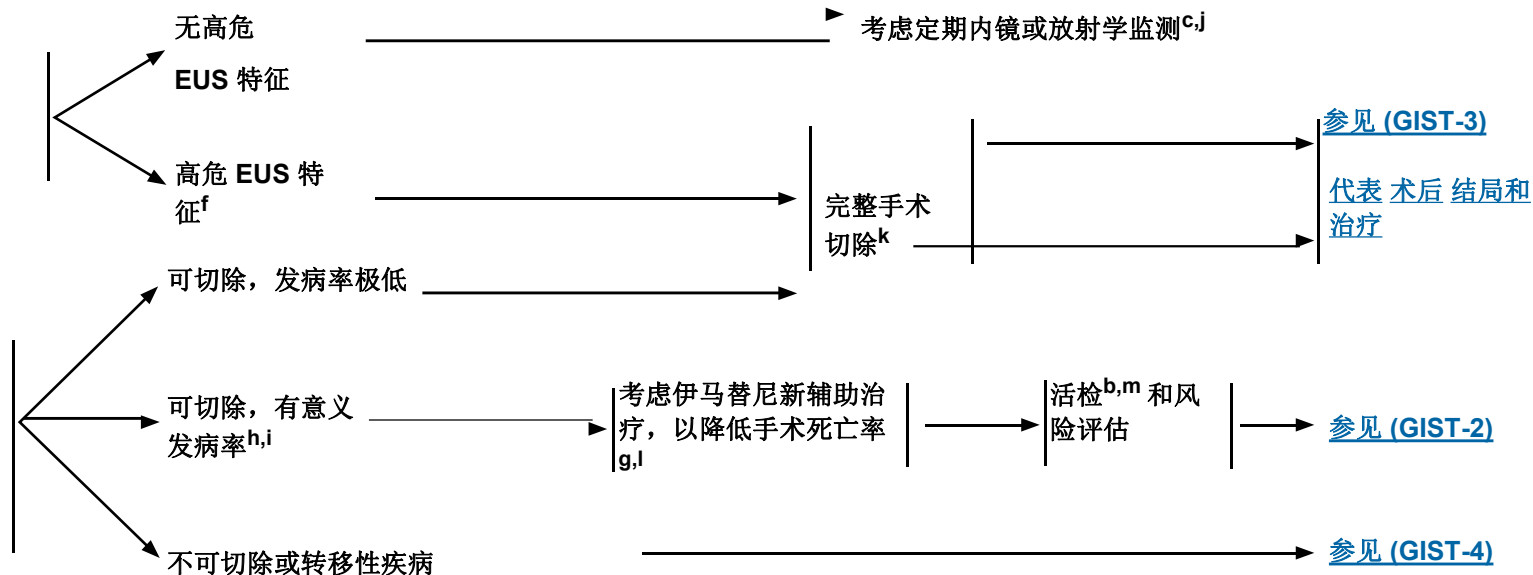 无高危
EUS 特征
考虑定期内镜或放射学监测c,j
高危 EUS 特
征f
完整手术
切除k
参见 (GIST-3)
代表 术后 结局和
治疗
可切除，发病率极低
可切除，有意义
发病率h,i
考虑伊马替尼新辅助治
疗，以降低手术死亡率
g,l
活检b,m 和风
险评估
参见 (GIST-2)
不可切除或转移性疾病
参见 (GIST-4)